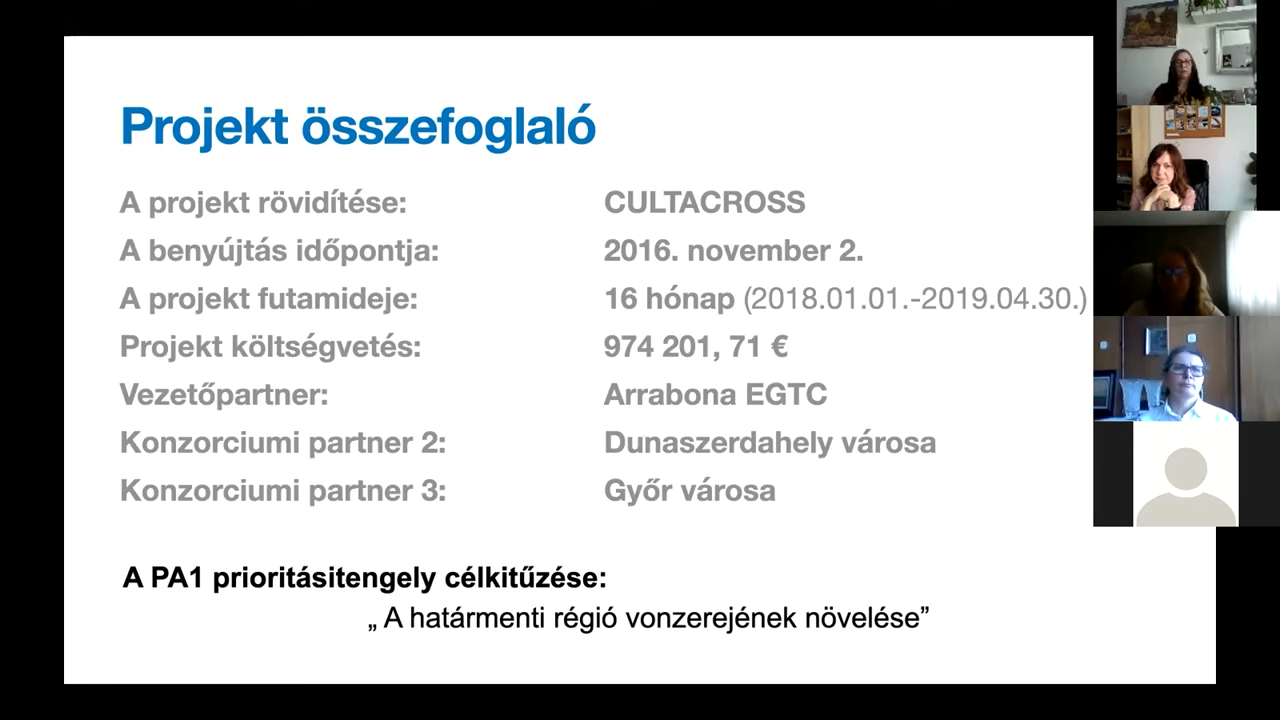 Projekt összefoglaló
A projekt rövidítése: CULTACROSS
A benyújtás időpontja: 2016. november 2.
A projekt futamideje: 16 hónap (2018.01.01.-2019.04.30.)
Projekt költségvetés: 974 201, 71 €
Vezetőpartner: Arrabona EGTC
Konzorciumi partner 2: Dunaszerdahely városa
Konzorciumi partner 3: Győr városa
A PA1 prioritásitengely célkitűzése:
„ A határmenti régió vonzerejének növelése”